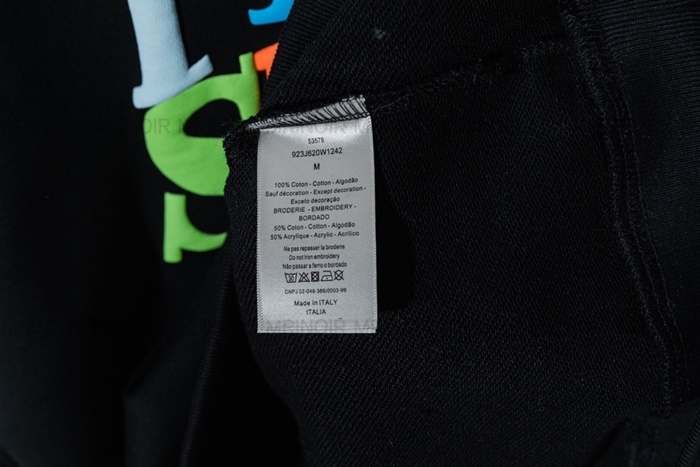 53578
923J620W1242
M
100% Coton - Cotton - Algodão
Sauf décoration - Except decoration -
Exceto decoração
BRODERIE - EMBROIDERY -
BORDADO
50% Coton - Cotton - Algodão
50% Acrylique - Acrylic - Acrílico
Ne pas repasser la broderie
Do not iron embroidery
Não passar a ferro o bordado
Made in ITALY
ITALIA